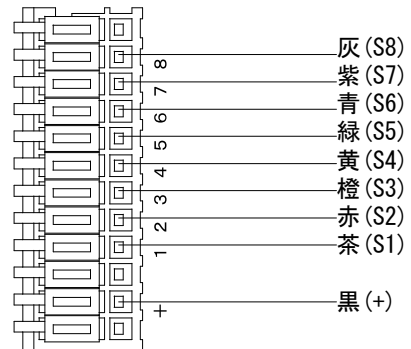 8 灰(S8)
7 紫(S7)
6 青(S6)
5 緑(S5)
4 黄(S4)
3 橙(S3)
2 赤(S2)
1 茶(S1)
+ 黒(+)